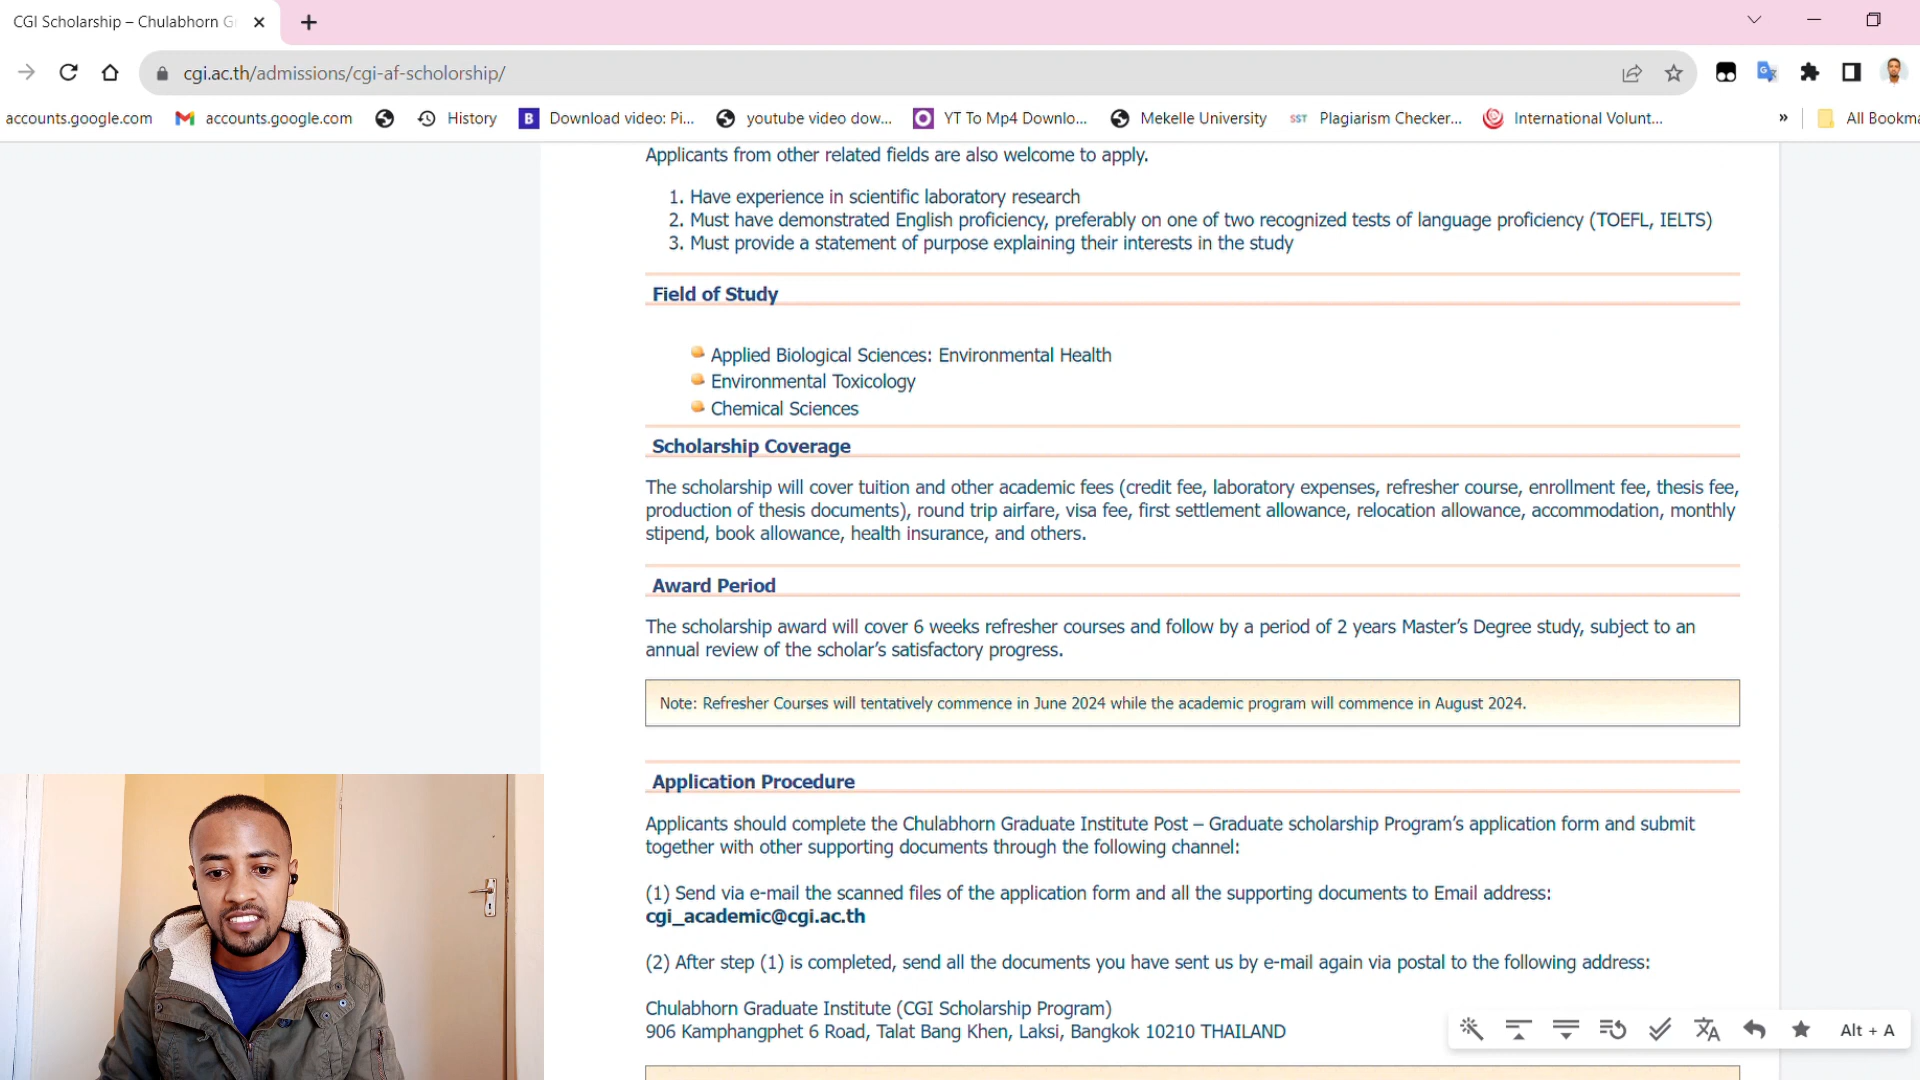 CGI Scholarship – Chulabhorn Gr
cgi.ac.th/admissions/cgi-af-scholorship/
accounts.google.com
accounts.google.com
History
B
Download video: Pi...
youtube video dow...
YT To Mp4 Downlo...
Mekelle University
SST
Plagiarism Checker...
International Volunt...
»
All Bookma
Applicants from other related fields are also welcome to apply.
1. Have experience in scientific laboratory research
2. Must have demonstrated English proficiency, preferably on one of two recognized tests of language proficiency (TOEFL, IELTS)
3. Must provide a statement of purpose explaining their interests in the study
Field of Study
Applied Biological Sciences: Environmental Health
Environmental Toxicology
Chemical Sciences
Scholarship Coverage
The scholarship will cover tuition and other academic fees (credit fee, laboratory expenses, refresher course, enrollment fee, thesis fee,
production of thesis documents), round trip airfare, visa fee, first settlement allowance, relocation allowance, accommodation, monthly
stipend, book allowance, health insurance, and others.
Award Period
The scholarship award will cover 6 weeks refresher courses and follow by a period of 2 years Master’s Degree study, subject to an
annual review of the scholar’s satisfactory progress.
Note: Refresher Courses will tentatively commence in June 2024 while the academic program will commence in August 2024.
Application Procedure
Applicants should complete the Chulabhorn Graduate Institute Post – Graduate scholarship Program’s application form and submit
together with other supporting documents through the following channel:
(1) Send via e-mail the scanned files of the application form and all the supporting documents to Email address:
cgi_academic@cgi.ac.th
(2) After step (1) is completed, send all the documents you have sent us by e-mail again via postal to the following address:
Chulabhorn Graduate Institute (CGI Scholarship Program)
906 Kamphangphet 6 Road, Talat Bang Khen, Laksi, Bangkok 10210 THAILAND
Alt + A